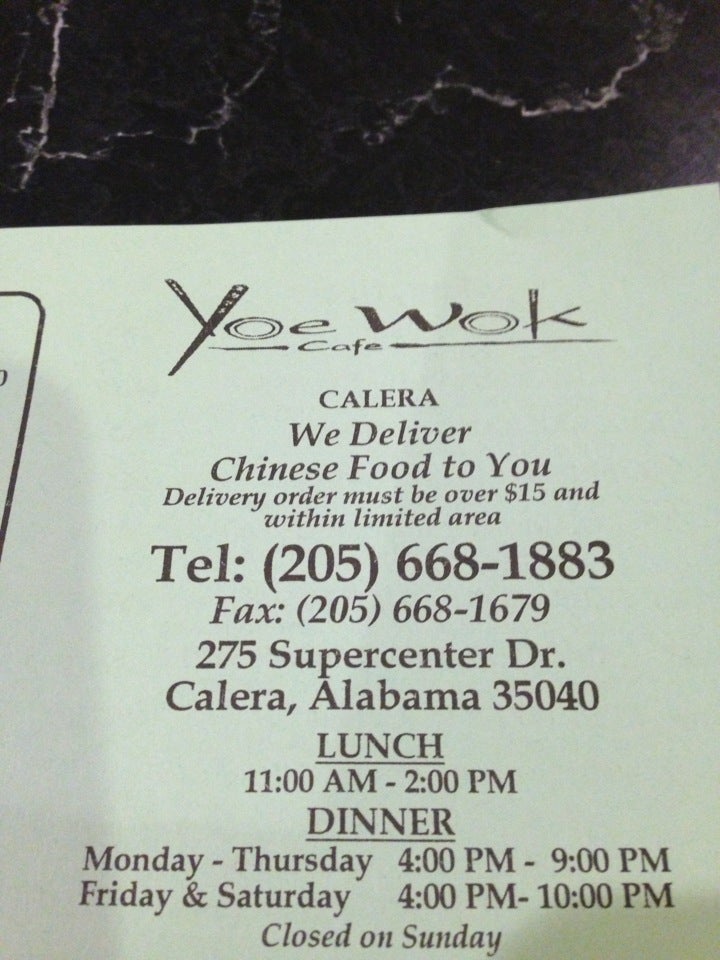 Yoe Wok
Cafe
CALERA
We Deliver
Chinese Food to You
Delivery order must be over $15 and
within limited area
Tel: (205) 668-1883
Fax: (205) 668-1679
275 Supercenter Dr.
Calera, Alabama 35040
LUNCH
11:00 AM - 2:00 PM
DINNER
Monday - Thursday 4:00 PM - 9:00 PM
Friday & Saturday 4:00 PM- 10:00 PM
Closed on Sunday